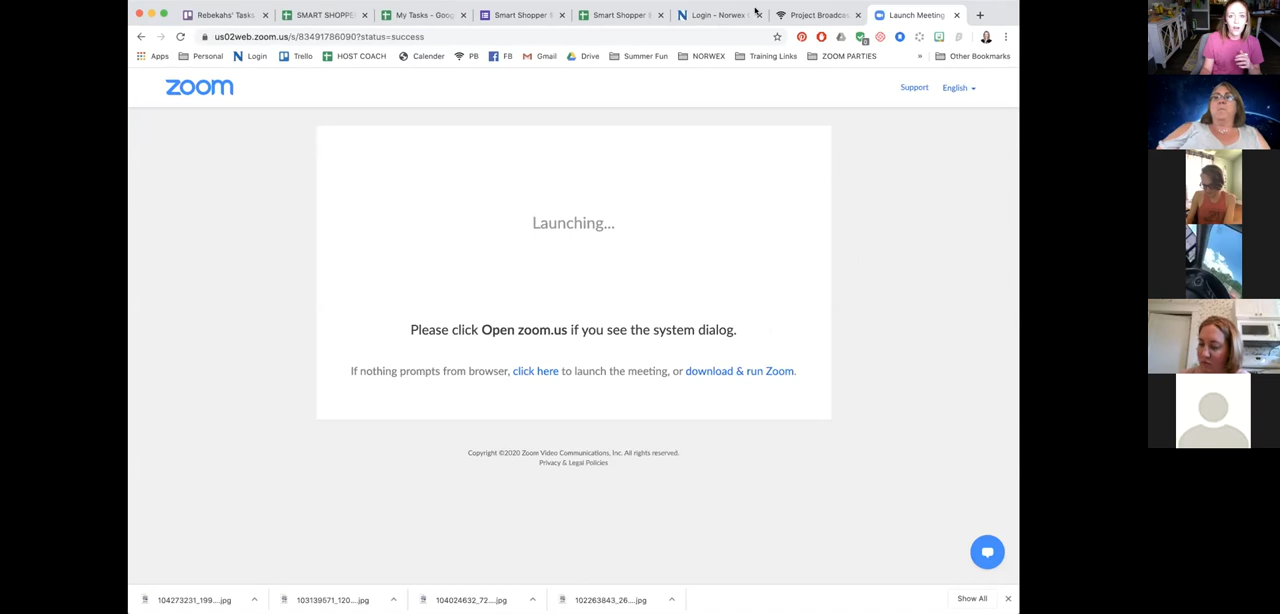 Rebekahs' Tasks
SMART SHOPPE
My Tasks - Goog
Smart Shopper S
Smart Shopper
Login - Norwex
Project Broadcas
Launch Meeting
us02web.zoom.us/s/83491786090?status=success
Apps
Personal
Login
Trello
HOST COACH
Calender
PB
FB
Gmail
Drive
Summer Fun
NORWEX
Training Links
ZOOM PARTIES
»
Other Bookmarks
zoom
Support
English
Launching...
Please click Open zoom.us if you see the system dialog.
If nothing prompts from browser, click here to launch the meeting, or download & run Zoom.
Copyright ©2020 Zoom Video Communications, Inc. All rights reserved.
Privacy & Legal Policies
104273231_199....jpg
103139571_120....jpg
104024632_72....jpg
102263843_26....jpg
Show All